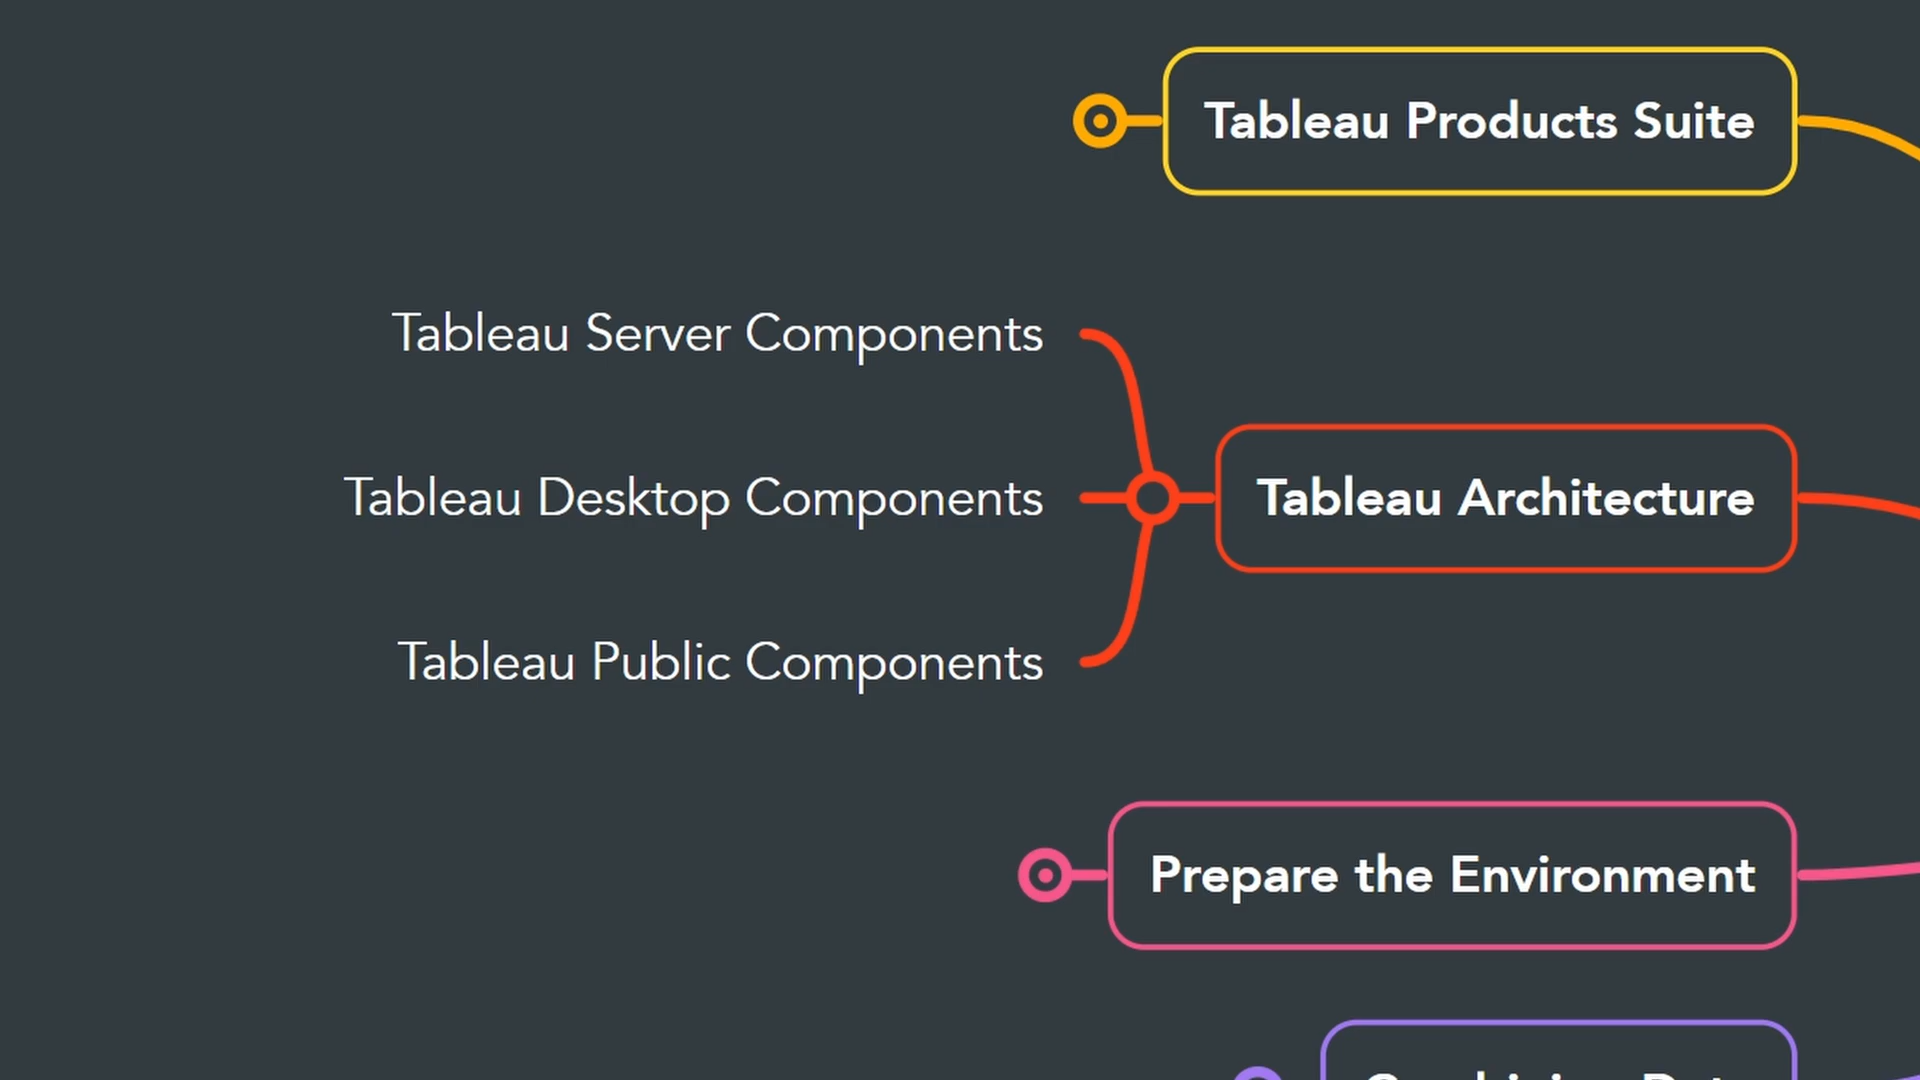 Tableau Products Suite
Tableau Server Components
Tableau Desktop Components
Tableau Architecture
Tableau Public Components
Prepare the Environment